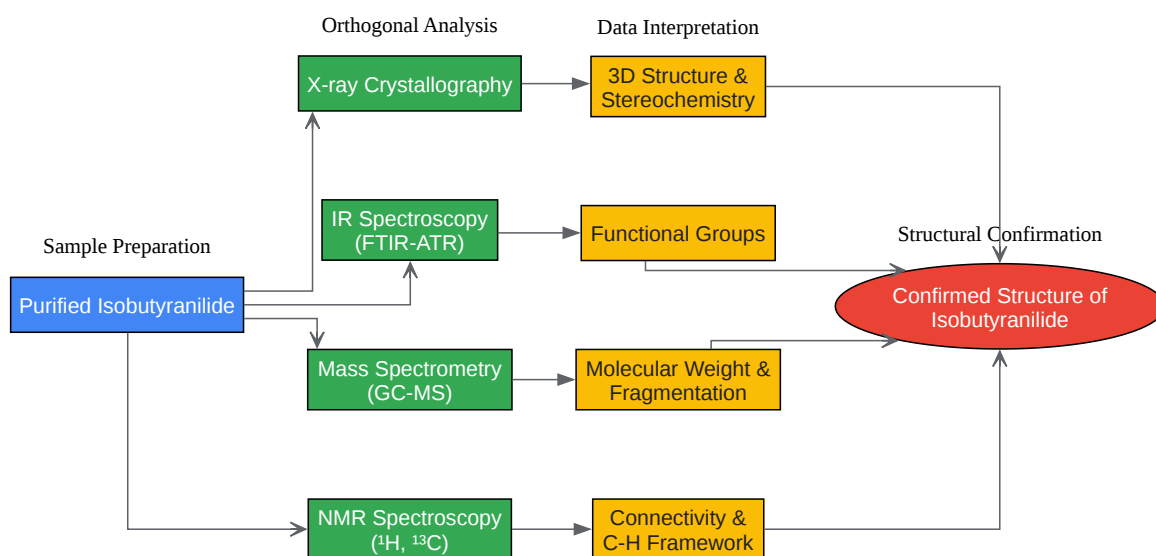 Orthogonal Analysis
Data Interpretation
X-ray Crystallography
3D Structure &
Stereochemistry
IR Spectroscopy
(FTIR-ATR)
Functional Groups
Sample Preparation
Structural Confirmation
Purified Isobutyranilide
Confirmed Structure of
Isobutyranilide
Mass Spectrometry
(GC-MS)
Molecular Weight &
Fragmentation
NMR Spectroscopy
(¹H, ¹³C)
Connectivity &
C-H Framework